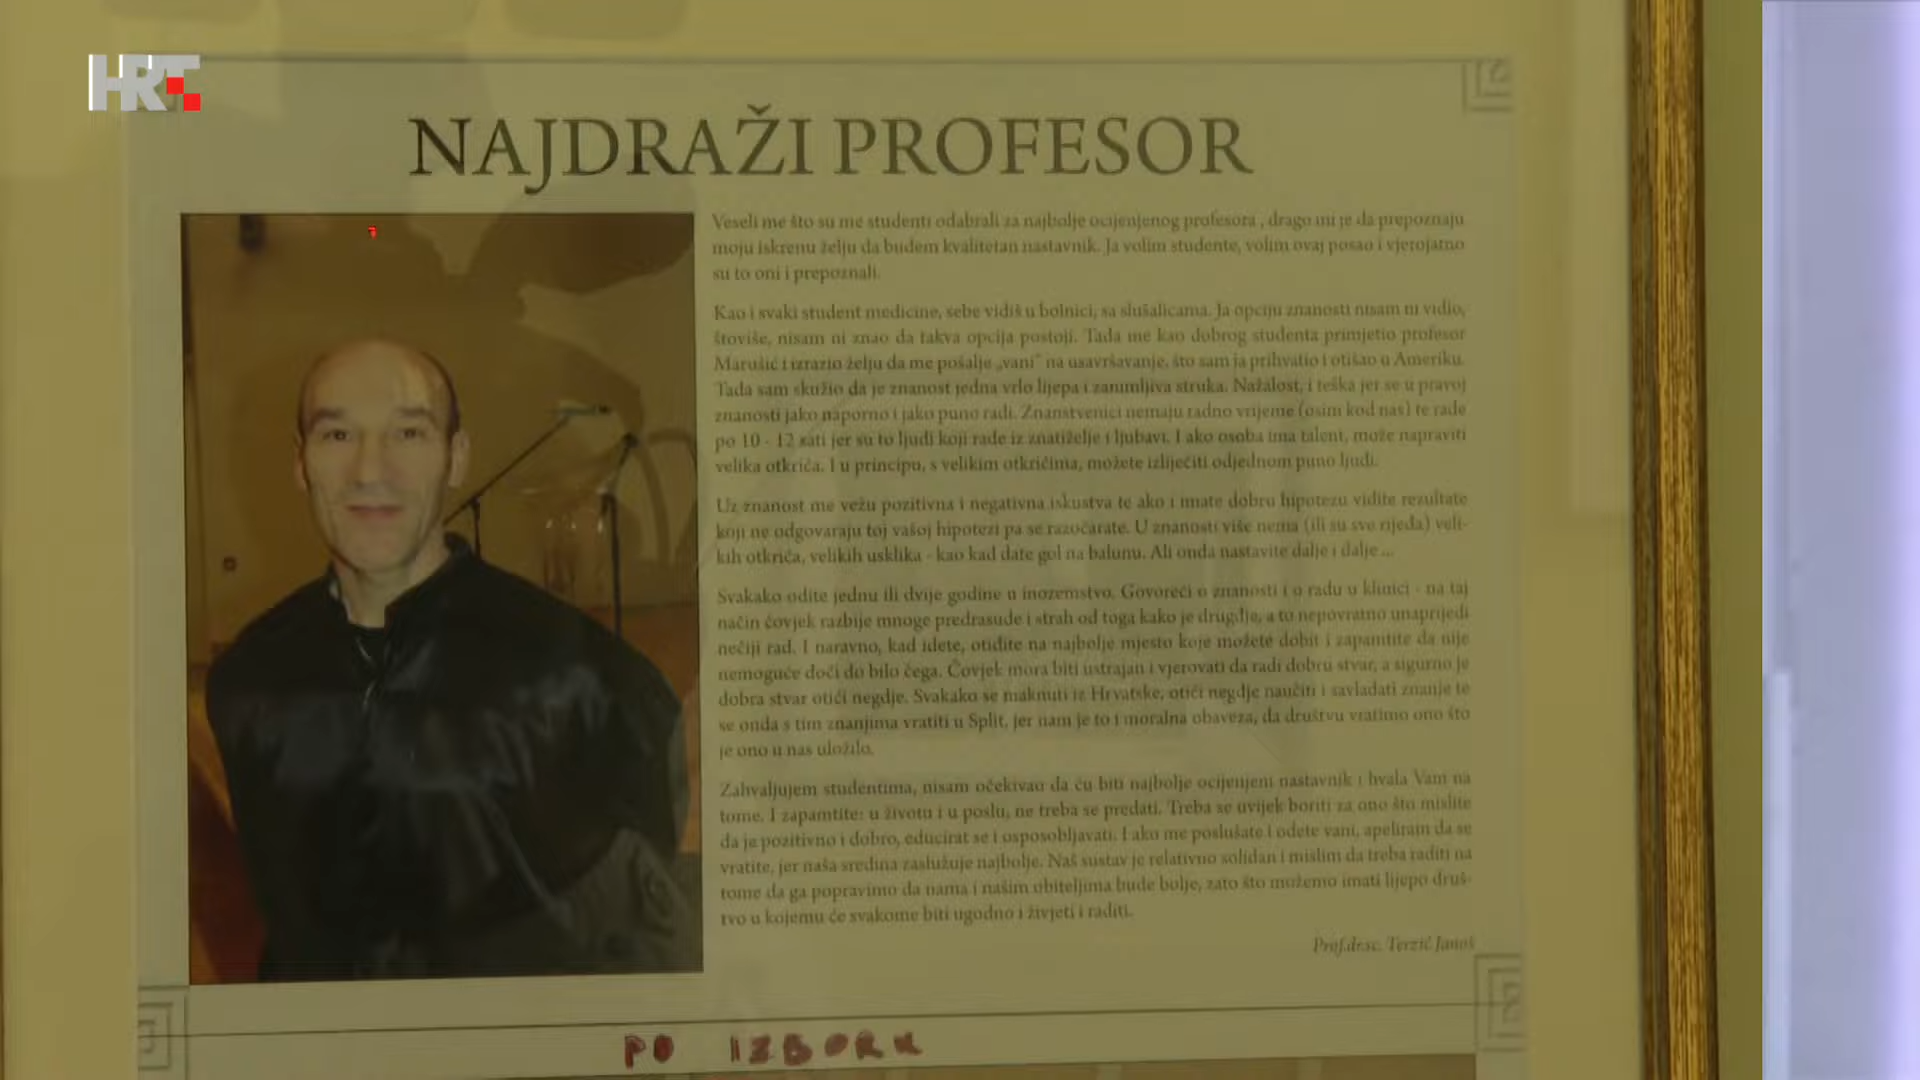 HRT
NAJDRAŽI PROFESOR
Veseli me što su me studenti odabrali za najbolje ocijenjenog profesora , drago mi je da prepoznaju
moju iskrenu želju da budem kvalitetan nastavnik. Ja volim studente, volim ovaj posao i vjerojatno
su to oni i prepoznali.
Kao i svaki student medicine, sebe vidiš u bolnici, sa slušalicama. Ja opciju znanosti nisam ni vidio,
štoviše, nisam ni znao da takva opcija postoji. Tada me kao dobrog studenta primjetio profesor
Marušić i izrazio želju da me pošalje „vani" na usavršavanje, što sam ja prihvatio i otišao u Ameriku.
Tada sam skužio da je znanost jedna vrlo lijepa i zanimljiva struka. Nažalost, i teška jer se u pravoj
znanosti jako naporno i jako puno radi. Znanstvenici nemaju radno vrijeme (osim kod nas) te rade
po 10 - 12 sati jer su to ljudi koji rade iz znatiželje i ljubavi. I ako osoba ima talent, može napraviti
velika otkrića. I u principu, s velikim otkrićima, možete izliječiti odjednom puno ljudi.
Uz znanost me vežu pozitivna i negativna iskustva te ako i imate dobru hipotezu vidite rezultate
koji ne odgovaraju toj vašoj hipotezi pa se razočarate. U znanosti više nema (ili su sve rijeđa) veli-
kih otkrića, velikih usklika - kao kad date gol na balunu. Ali onda nastavite dalje i dalje ...
Svakako odite jednu ili dvije godine u inozemstvo. Govoreći o znanosti i o radu u klinici - na taj
način čovjek razbije mnoge predrasude i strah od toga kako je drugdje, a to nepovratno unaprijedi
nečiji rad. I naravno, kad idete, otiđite na najbolje mjesto koje možete dobit i zapamtite da nije
nemoguće doći do bilo čega. Čovjek mora biti ustrajan i vjerovati da radi dobru stvar, a sigurno je
dobra stvar otići negdje. Svakako se maknuti iz Hrvatske, otići negdje naučiti i savladati znanje te
se onda s tim znanjima vratiti u Split, jer nam je to i moralna obaveza, da društvu vratimo ono što
je ono u nas uložilo.
Zahvaljujem studentima, nisam očekivao da ću biti najbolje ocijenjeni nastavnik i hvala Vam na
tome. I zapamtite: u životu i u poslu, ne treba se predati. Treba se uvijek boriti za ono što mislite
da je pozitivno i dobro, educirat se i osposobljavati. I ako me poslušate i odete vani, apeliram da se
vratite, jer naša sredina zaslužuje najbolje. Naš sustav je relativno solidan i mislim da treba raditi na
tome da ga popravimo da nama i našim obiteljima bude bolje, zato što možemo imati lijepo druš-
tvo u kojemu će svakome biti ugodno i živjeti i raditi.
Prof.dr.sc. Terzić Janoš
PO IZBORU